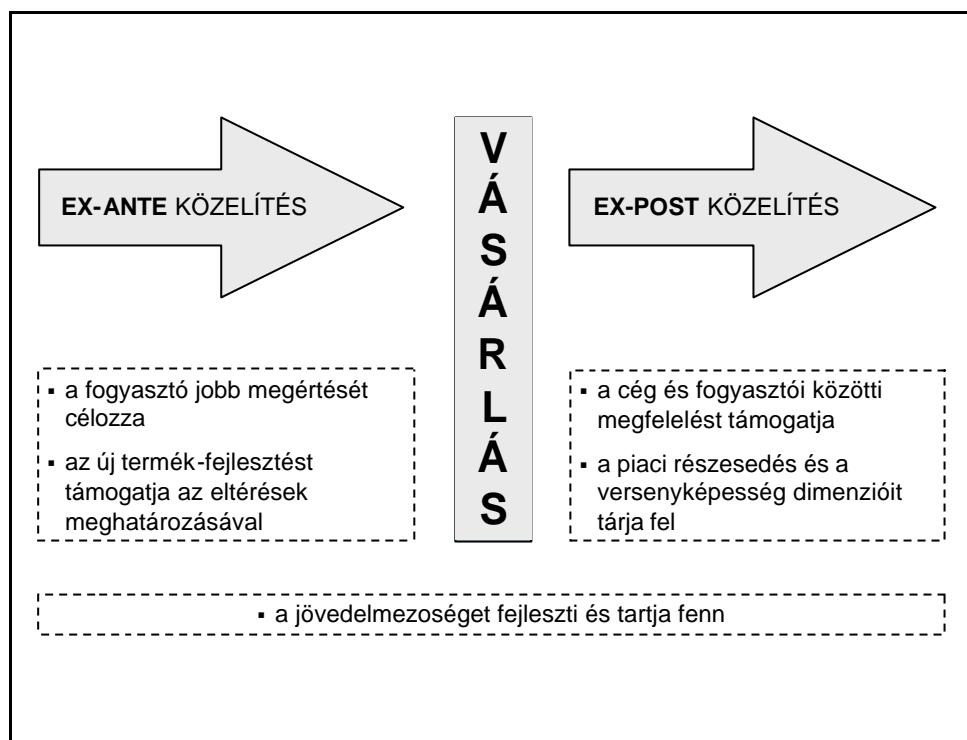 EX-ANTE KÖZELÍTÉS
VÁSÁRLÁS
EX-POST KÖZELÍTÉS
▪ a fogyasztó jobb megértését
célozza
▪ az új termék-fejlesztést
támogatja az eltérések
meghatározásával
▪ a cég és fogyasztói közötti
megfelelést támogatja
▪ a piaci részesedés és a
versenyképesség dimenzióit
tárja fel
▪ a jövedelmezoséget fejleszti és tartja fenn